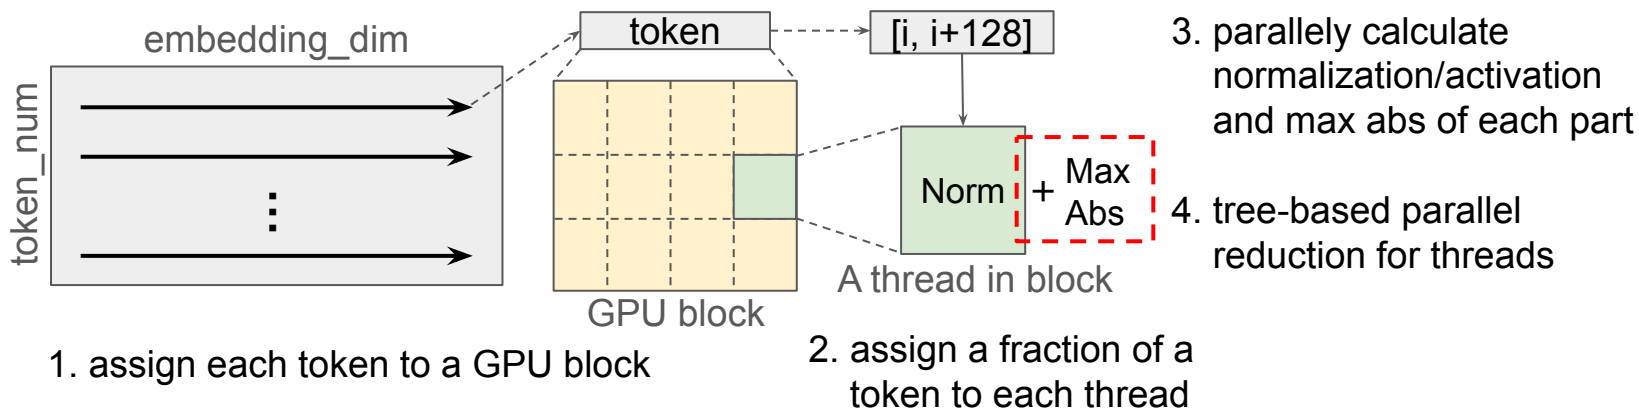 embedding_dim
token_num
token
[i, i+128]
GPU block
Norm
+
Max
Abs
A thread in block
1. assign each token to a GPU block
2. assign a fraction of a
token to each thread
3. parallely calculate
normalization/activation
and max abs of each part
4. tree-based parallel
reduction for threads